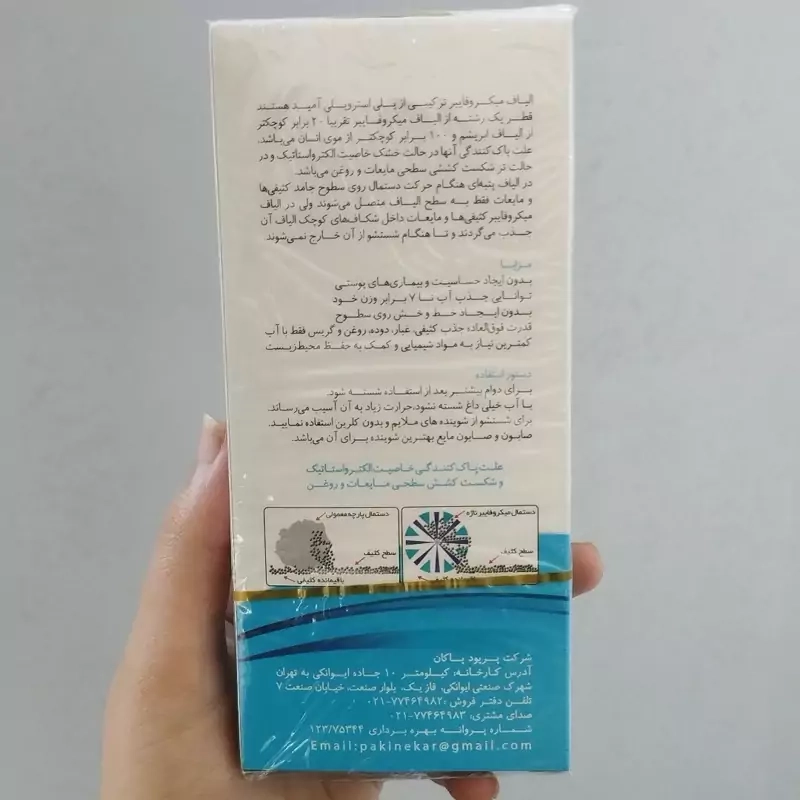 الیاف میکروفایبر ترکیبی از پلی استروپلی آمید هستند
قطر یک رشته از الیاف میکروفایبر تقریبا ۲۰ برابر کوچکتر
از الیاف ابریشم و ۱۰۰ برابر کوچکتر از موی انسان می‌باشد.
علت پاک‌کنندگی آنها در حالت خشک خاصیت الکترواستاتیک و در
حالت تر شکست کششی سطحی مایعات و روغن می‌باشد.
در الیاف پنبه‌ای هنگام حرکت دستمال روی سطوح جامد کثیفی‌ها
و مایعات فقط به سطح الیاف متصل می‌شوند ولی در الیاف
میکروفایبر کثیفی‌ها و مایعات داخل شکاف‌های کوچک الیاف آن
جذب می‌گردند و تا هنگام شستشو از آن خارج نمی‌شوند
مزایا
بدون ایجاد حساسیت و بیماری‌های پوستی
توانایی جذب آب تا ۷ برابر وزن خود
بدون ایجاد خط و خش روی سطوح
قدرت فوق‌العاده جذب کثیفی، غبار، دوده، روغن و گریس فقط با آب
کمترین نیاز به مواد شیمیایی و کمک به حفظ محیط‌زیست
دستور استفاده
برای دوام بیشتر بعد از استفاده شسته شود.
با آب خیلی داغ شسته نشود، حرارت زیاد به آن آسیب می‌رساند.
برای شستشو از شوینده های ملایم و بدون کلرین استفاده نمایید.
صابون و صابون مایع بهترین شوینده برای آن می‌باشد.
علت پاک‌کنندگی خاصیت الکترواستاتیک
و شکست کشش سطحی مایعات و روغن
دستمال میکروفایبر تازه
سطح کثیف
باقیمانده کثیفی
دستمال پارچه معمولی
سطح کثیف
باقیمانده کثیفی
شرکت پریود پاکان
آدرس کارخانه: کیلومتر ۱۰ جاده ایوانکی به تهران
شهرک صنعتی ایوانکی، فاز یک، بلوار صنعت، خیابان صنعت ۷
تلفن دفتر فروش: ۷۷۴۶۴۹۸۲-۰۲۱
صدای مشتری: ۷۷۴۶۴۹۸۳-۰۲۱
شماره پروانه بهره برداری ۱۲۳/۷۵۳۴۴
Email:pakinekar@gmail.com